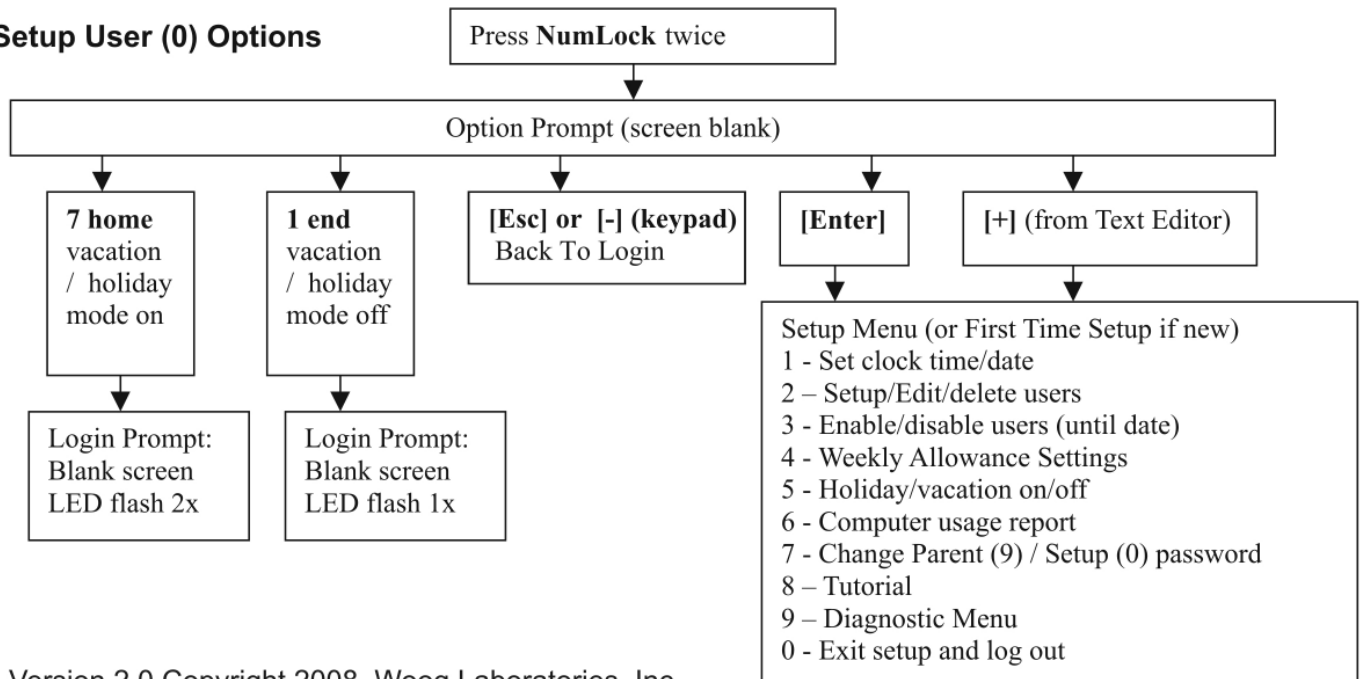 Setup User (0) Options
Press NumLock twice
Option Prompt (screen blank)
7 home
vacation
/ holiday
mode on
1 end
vacation
/ holiday
mode off
[Esc] or [-] (keypad)
Back To Login
[Enter]
[+] (from Text Editor)
Login Prompt:
Blank screen
LED flash 2x
Login Prompt:
Blank screen
LED flash 1x
Setup Menu (or First Time Setup if new)
1 - Set clock time/date
2 – Setup/Edit/delete users
3 - Enable/disable users (until date)
4 - Weekly Allowance Settings
5 - Holiday/vacation on/off
6 - Computer usage report
7 - Change Parent (9) / Setup (0) password
8 – Tutorial
9 – Diagnostic Menu
0 - Exit setup and log out
Version 2.0 Copyright 2008, Laboratories, Inc